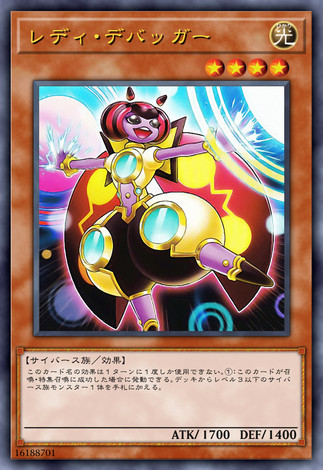 レディ・デバッガー
光
【サイバース族／効果】
このカード名の効果は１ターンに１度しか使用できない。①：このカードが召
喚・特殊召喚に成功した場合に発動できる。デッキからレベル３以下のサイバ
ース族モンスター１体を手札に加える。
ATK/1700 DEF/1400
16188701